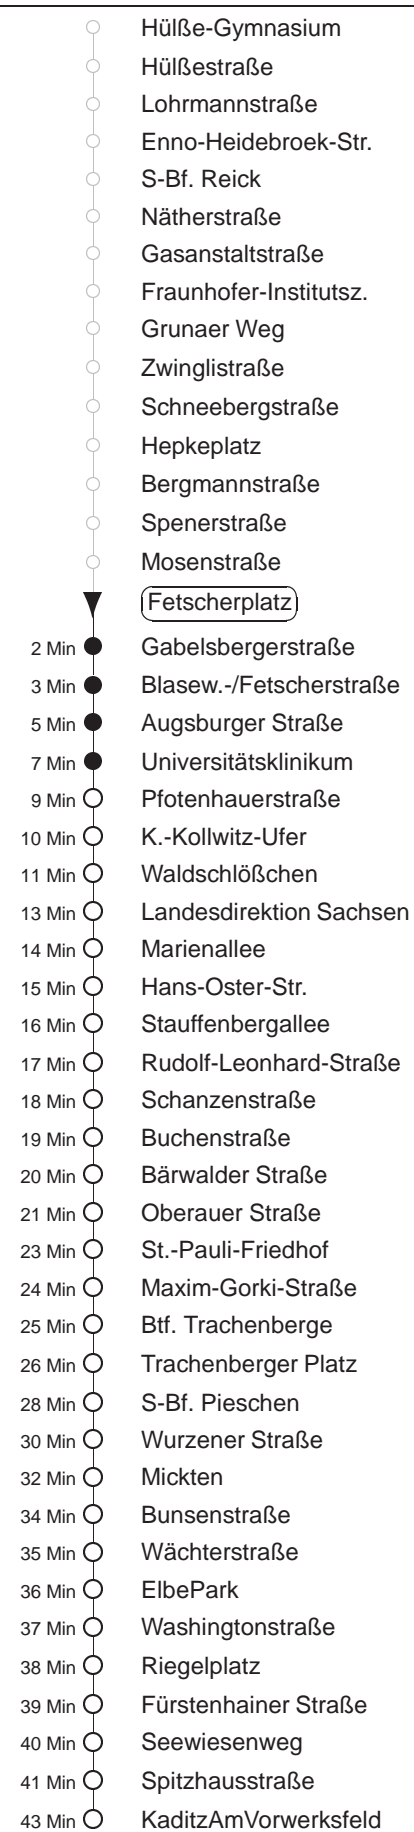 Hülße-Gymnasium
Hülßestraße
Lohrmannstraße
Enno-Heidebroek-Str.
S-Bf. Reick
Nätherstraße
Gasanstaltstraße
Fraunhofer-Institutsz.
Grunaer Weg
Zwinglistraße
Schneebergstraße
Hepkeplatz
Bergmannstraße
Spenerstraße
Mosenstraße
Fetscherplatz
2 Min Gabelsbergerstraße
3 Min Blasew.-/Fetscherstraße
5 Min Augsburger Straße
7 Min Universitätsklinikum
9 Min Pfotenhauerstraße
10 Min K.-Kollwitz-Ufer
11 Min Waldschlößchen
13 Min Landesdirektion Sachsen
14 Min Marienallee
15 Min Hans-Oster-Str.
16 Min Stauffenbergallee
17 Min Rudolf-Leonhard-Straße
18 Min Schanzenstraße
19 Min Buchenstraße
20 Min Bärwalder Straße
21 Min Oberauer Straße
23 Min St.-Pauli-Friedhof
24 Min Maxim-Gorki-Straße
25 Min Btf. Trachenberge
26 Min Trachenberger Platz
28 Min S-Bf. Pieschen
30 Min Wurzener Straße
32 Min Mickten
34 Min Bunsenstraße
35 Min Wächterstraße
36 Min ElbePark
37 Min Washingtonstraße
38 Min Riegelplatz
39 Min Fürstenhainer Straße
40 Min Seewiesenweg
41 Min Spitzhausstraße
43 Min KaditzAmVorwerksfeld